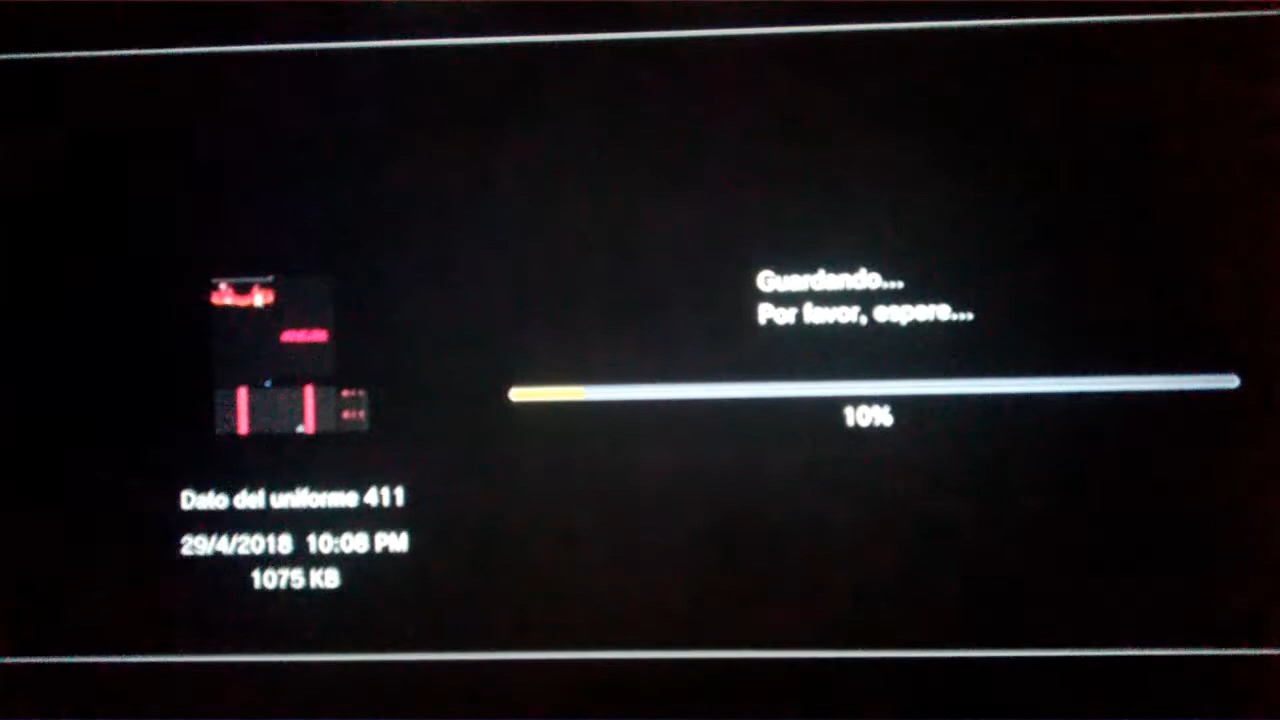 Guardando...
Por favor, espere...
10%
Dato del uniforme 411
29/4/2018 10:08 PM
1075 KB